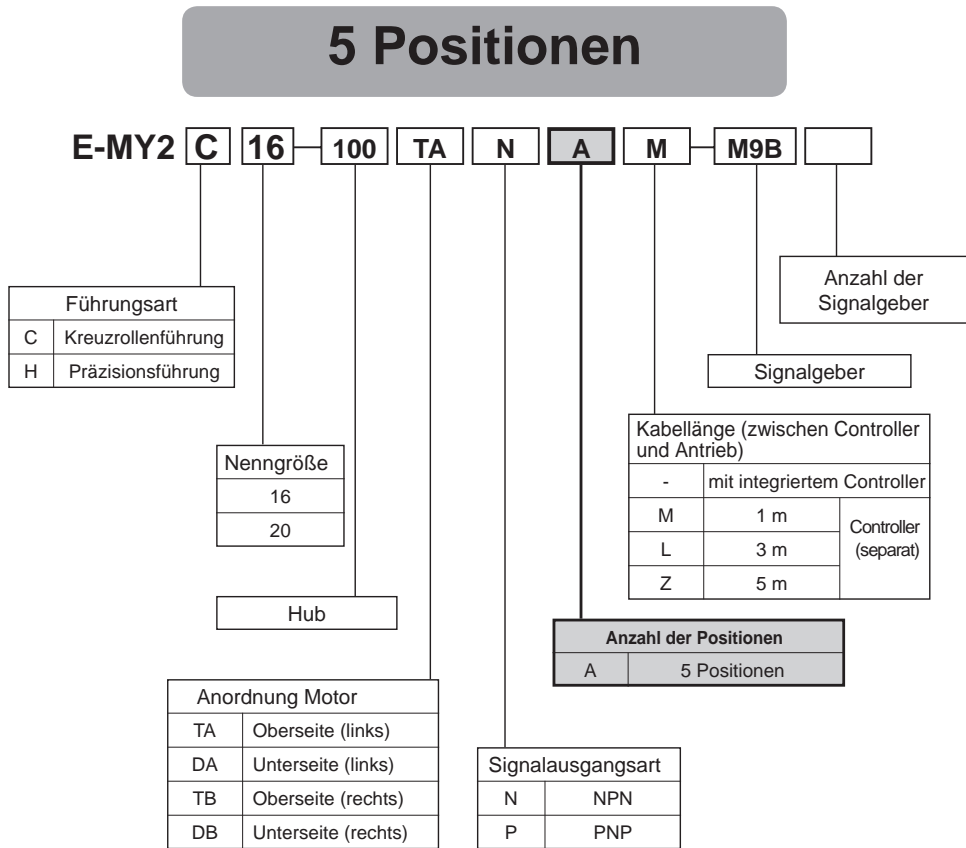 5 Positionen
E-MY2 C 16 - 100 TA N A M - M9B
Anzahl der
Signalgeber
Führungsart
C Kreuzrollenführung
H Präzisionsführung
Signalgeber
Kabellänge (zwischen Controller
und Antrieb)
- mit integriertem Controller
M 1 m
L 3 m
Z 5 m
Controller
(separat)
Nenngröße
16
20
Hub
Anzahl der Positionen
A 5 Positionen
Anordnung Motor
TA Oberseite (links)
DA Unterseite (links)
TB Oberseite (rechts)
DB Unterseite (rechts)
Signalausgangsart
N NPN
P PNP